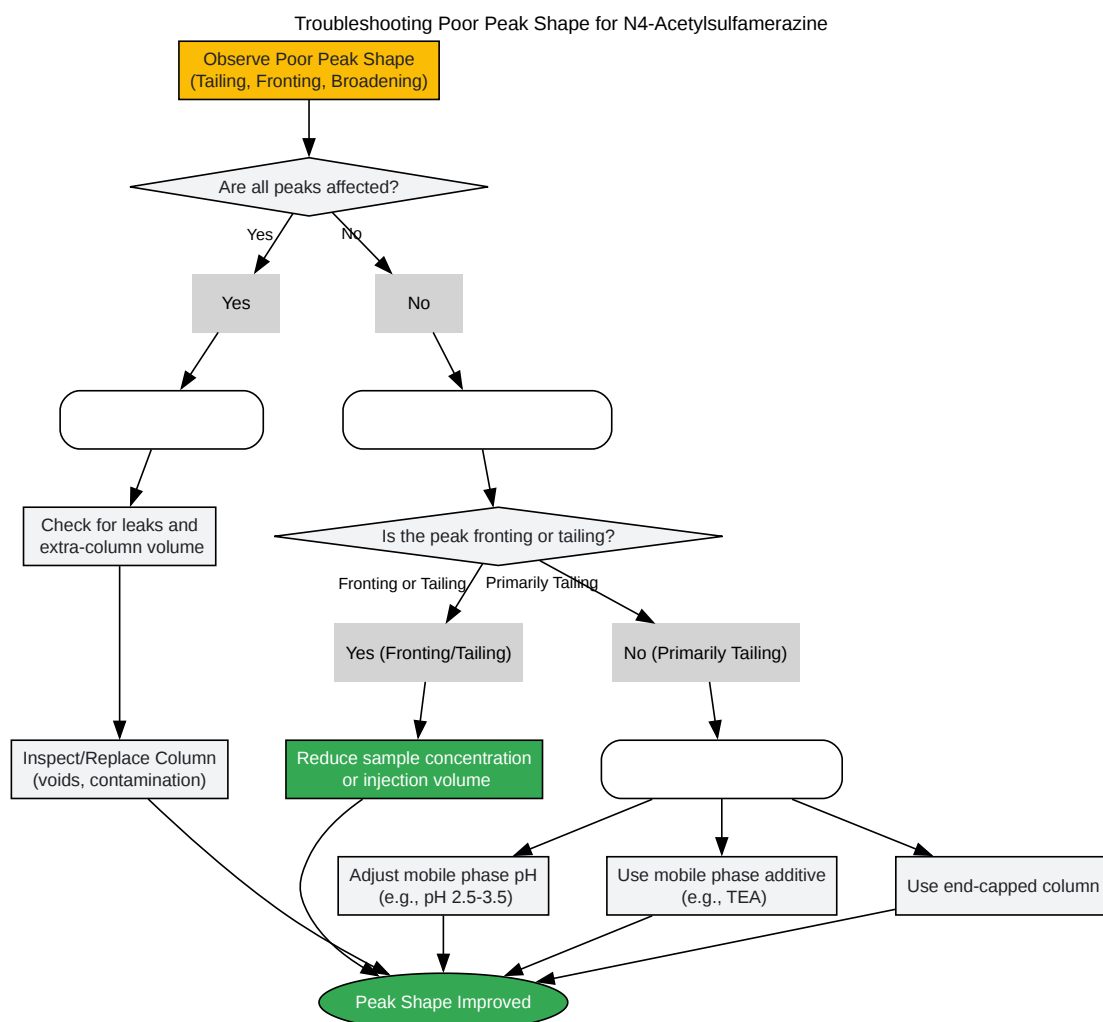 Troubleshooting Poor Peak Shape for N4-Acetylsulfamerazine
Observe Poor Peak Shape
(Tailing, Fronting, Broadening)
Are all peaks affected?
Yes
No
Yes
No
Check for leaks and
extra-column volume
Is the peak fronting or tailing?
Fronting or Tailing
Primarily Tailing
Yes (Fronting/Tailing)
No (Primarily Tailing)
Inspect/Replace Column
(voids, contamination)
Reduce sample concentration
or injection volume
Adjust mobile phase pH
(e.g., pH 2.5-3.5)
Use mobile phase additive
(e.g., TEA)
Use end-capped column
Peak Shape Improved